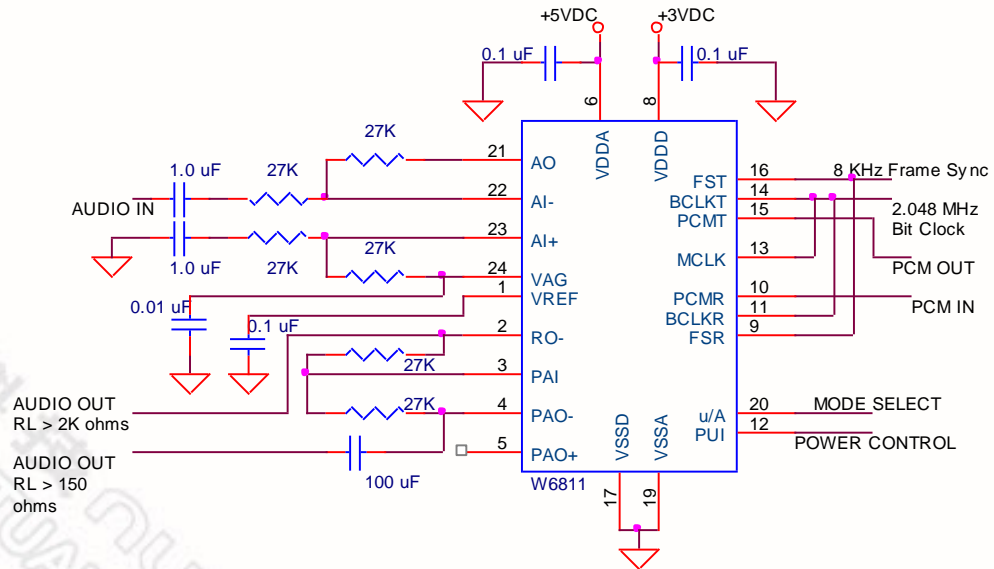 +5VDC
+3VDC
0.1 uF
0.1 uF
6
8
VDDA
VDDD
27K
21
AO
1.0 uF
27K
22
AI-
AUDIO IN
23
AI+
27K
1.0 uF
27K
24
VAG
1
VREF
0.01 uF
0.1 uF
2
RO-
27K
3
PAI
AUDIO OUT
RL > 2K ohms
27K
4
PAO-
5
PAO+
AUDIO OUT
RL > 150
ohms
100 uF
W6811
VSSD
VSSA
17
19
16
FST
8 KHz Frame Sync
14
BCLKT
15
PCMT
2.048 MHz
Bit Clock
13
MCLK
PCM OUT
10
PCMR
PCM IN
11
BCLKR
9
FSR
20
u/A
MODE SELECT
12
PUI
POWER CONTROL